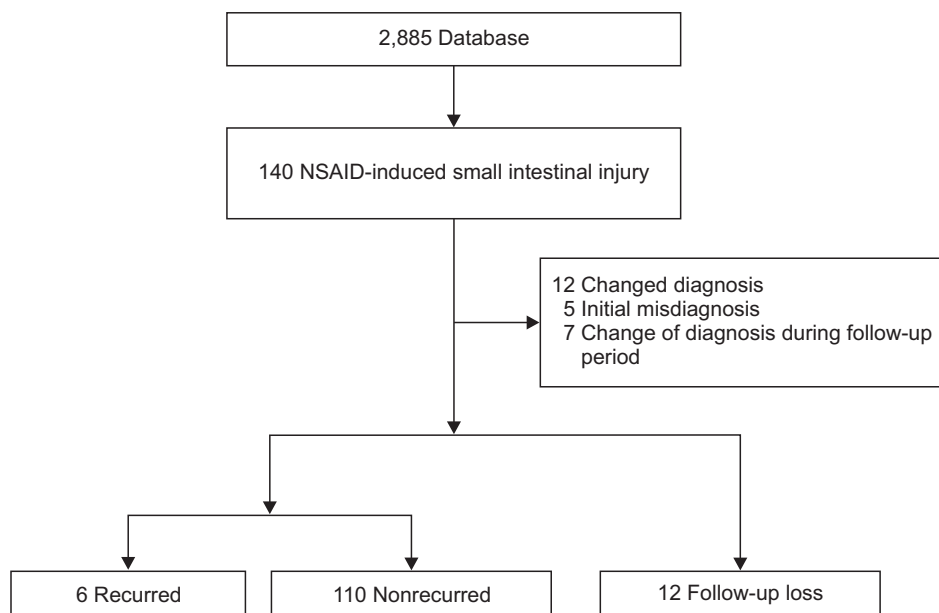 2,885 Database
140 NSAID-induced small intestinal injury
12 Changed diagnosis
5 Initial misdiagnosis
7 Change of diagnosis during follow-up
period
6 Recurred
110 Nonrecurred
12 Follow-up loss